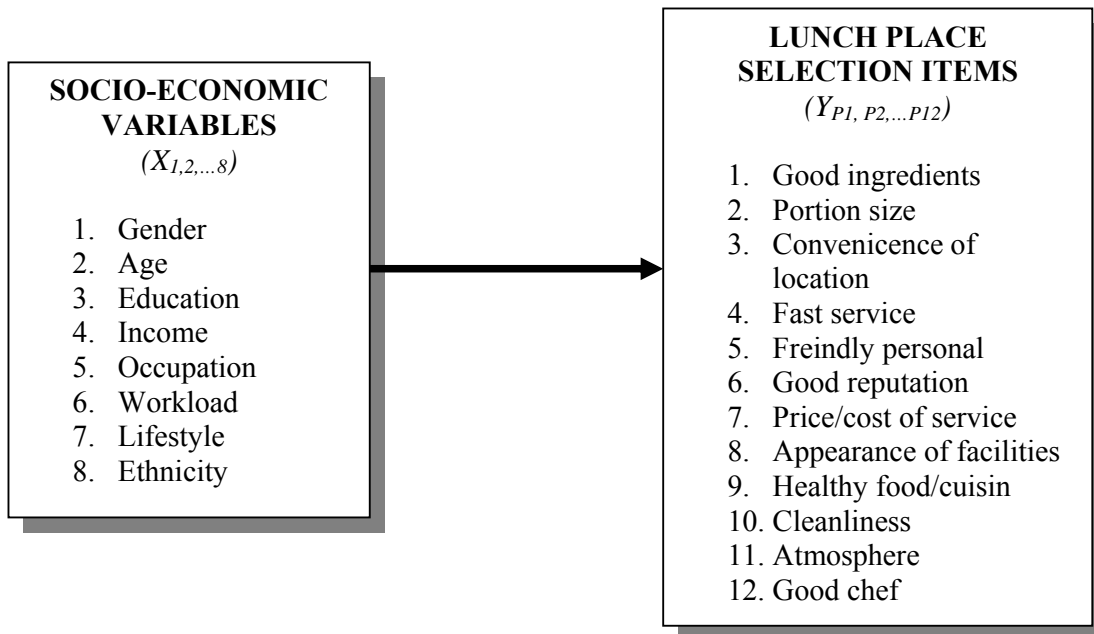 SOCIO-ECONOMIC
VARIABLES
(X1,2,...8)
1. Gender
2. Age
3. Education
4. Income
5. Occupation
6. Workload
7. Lifestyle
8. Ethnicity
LUNCH PLACE
SELECTION ITEMS
(YP1, P2,...P12)
1. Good ingredients
2. Portion size
3. Convenicence of
location
4. Fast service
5. Freindly personal
6. Good reputation
7. Price/cost of service
8. Appearance of facilities
9. Healthy food/cuisin
10. Cleanliness
11. Atmosphere
12. Good chef